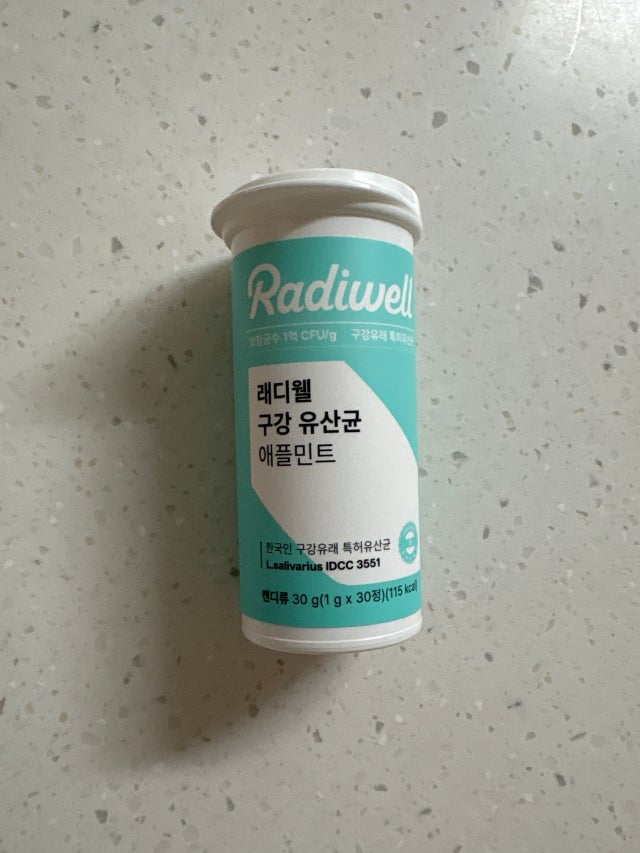 Radiwell
보장균수 1억 CFU/g 구강유래 특허유산균
래디웰
구강 유산균
애플민트
한국인 구강유래 특허유산균
L.salivarius IDCC 3551
캔디류 30 g(1 g x 30정)(115 kcal)